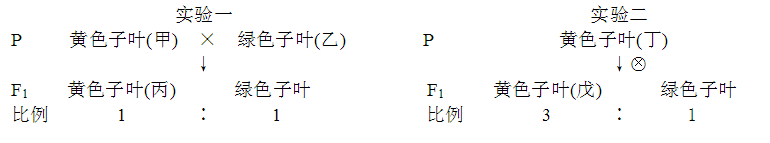 实验一 实验二
P 黄色子叶(甲) × 绿色子叶(乙) P 黄色子叶(丁)
↓ ↓⊗
F₁ 黄色子叶(丙) 绿色子叶 F₁ 黄色子叶(戊) 绿色子叶
比例 1 : 1 比例 3 : 1